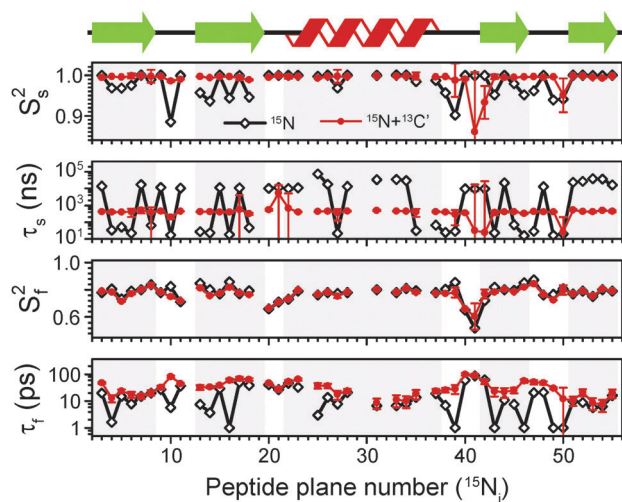 1.0
0.9
S²ₛ
¹⁵N
¹⁵N+¹³C'
10⁵
10³
10¹
τₛ (ns)
1.0
0.6
S²f
100
10
1
τf (ps)
10 20 30 40 50
Peptide plane number (¹⁵Nᵢ)